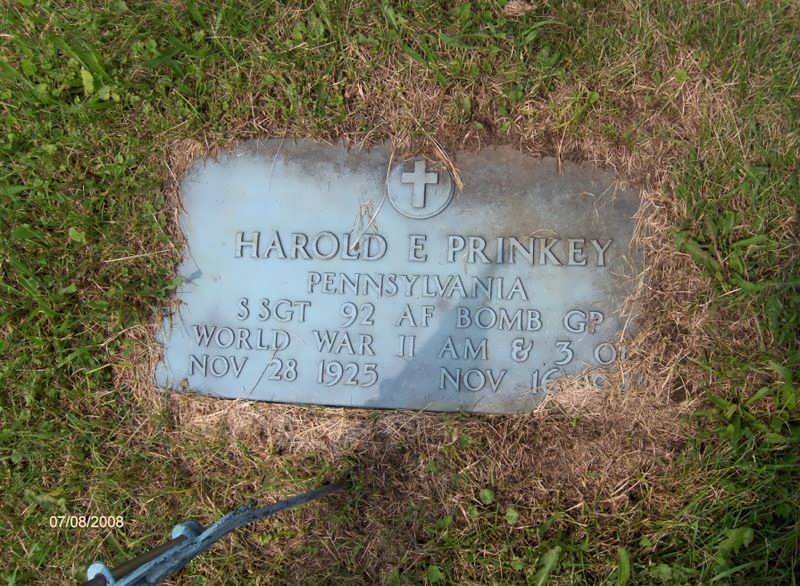 HAROLD E PRINKEY
PENNSYLVANIA
S SGT 92 AF BOMB GP
WORLD WAR II AM & 3 O
NOV 28 1925 NOV 16
07/08/2008